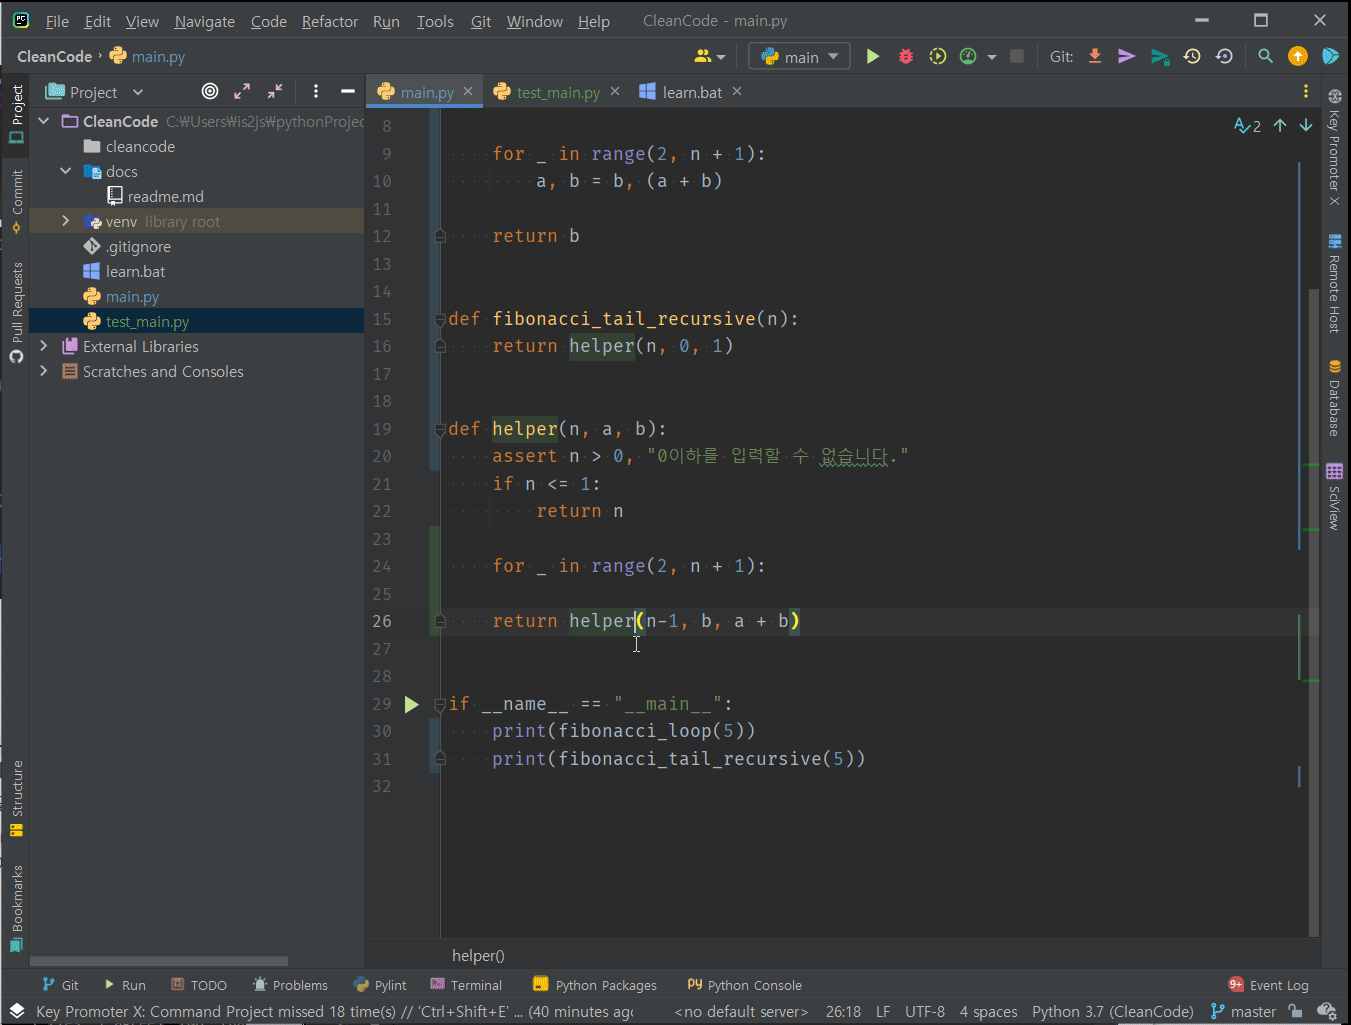 File Edit View Navigate Code Refactor Run Tools Git Window Help CleanCode - main.py
CleanCode › main.py main Git:
Project main.py test_main.py learn.bat
CleanCode C:\Users\is2js\pythonProjec
cleancode
docs
readme.md
venv library root
.gitignore
learn.bat
main.py
test_main.py
External Libraries
Scratches and Consoles
Project
Commit
Pull Requests
Structure
Bookmarks
2
8
9 for _ in range(2, n + 1):
10 a, b = b, (a + b)
11
12 return b
13
14
15 def fibonacci_tail_recursive(n):
16 return helper(n, 0, 1)
17
18
19 def helper(n, a, b):
20 assert n > 0, "0이하를 입력할 수 없습니다."
21 if n <= 1:
22 return n
23
24 for _ in range(2, n + 1):
25
26 return helper(n-1, b, a + b)
27
28
29 if __name__ == "__main__":
30 print(fibonacci_loop(5))
31 print(fibonacci_tail_recursive(5))
32
helper()
Key Promoter X
Remote Host
Database
SciView
Git Run TODO Problems Pylint Terminal Python Packages Python Console 9+ Event Log
Key Promoter X: Command Project missed 18 time(s) // 'Ctrl+Shift+E' ... (40 minutes ago <no default server> 26:18 LF UTF-8 4 spaces Python 3.7 (CleanCode) master